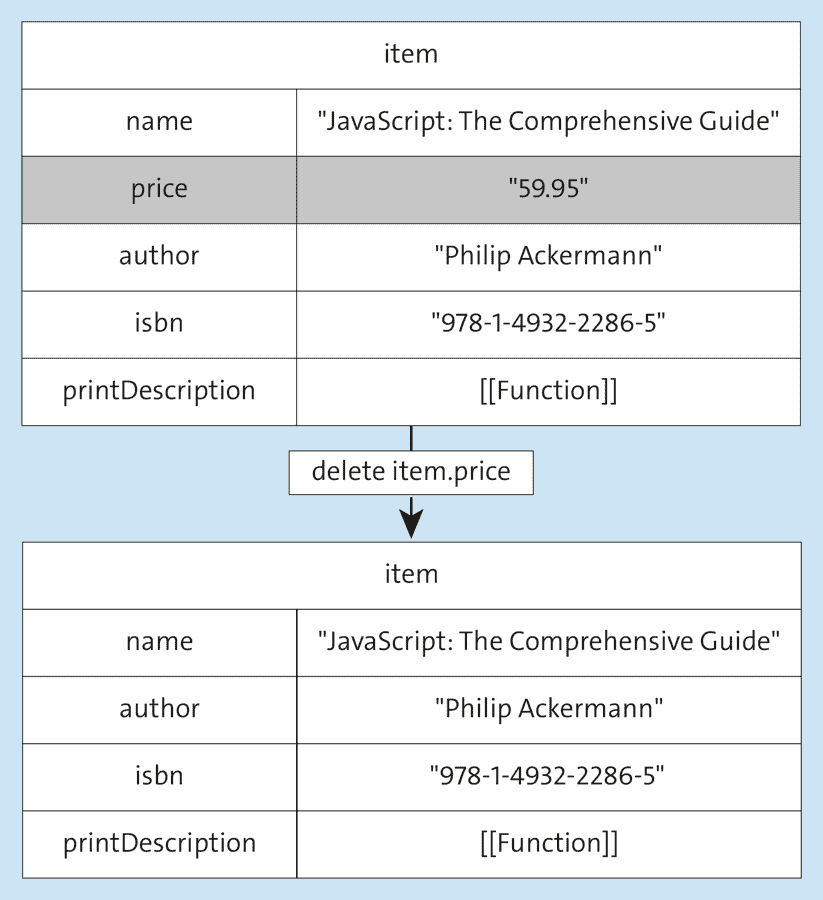 item
name "JavaScript: The Comprehensive Guide"
price "59.95"
author "Philip Ackermann"
isbn "978-1-4932-2286-5"
printDescription [[Function]]
delete item.price
item
name "JavaScript: The Comprehensive Guide"
author "Philip Ackermann"
isbn "978-1-4932-2286-5"
printDescription [[Function]]